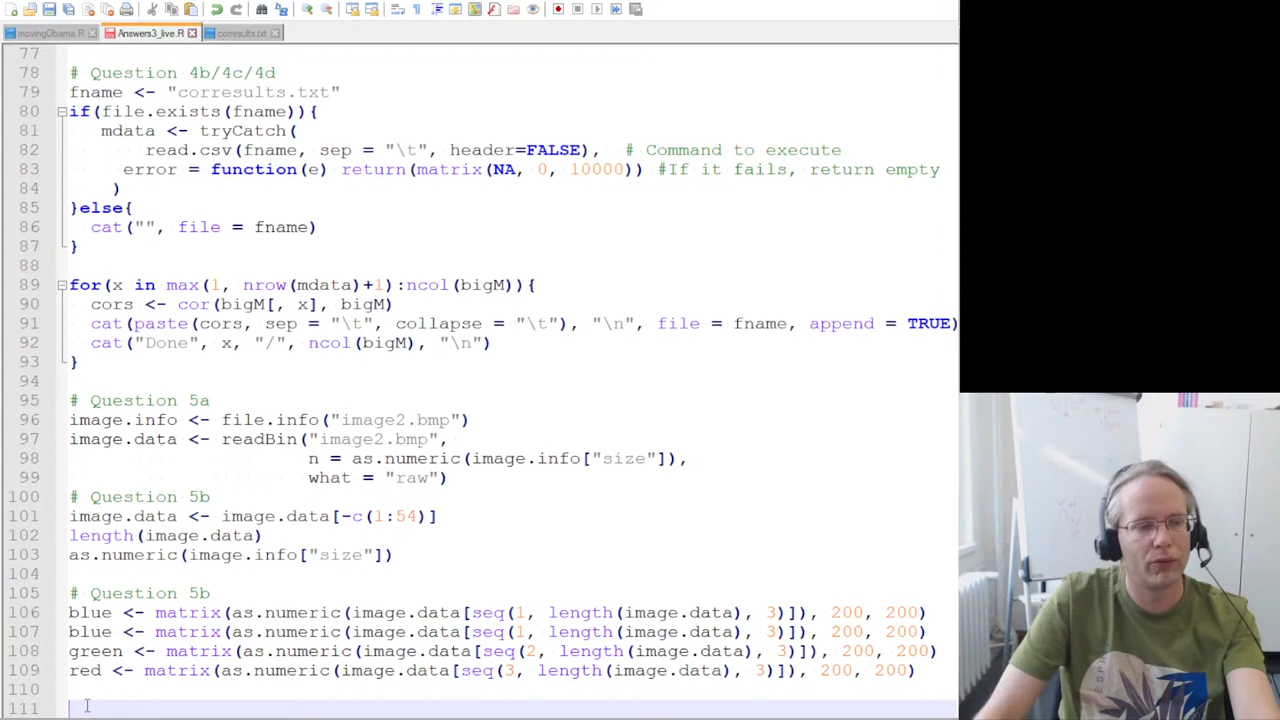 movingObama.R
Answers3_live.R
corresults.txt
77
78 # Question 4b/4c/4d
79 fname <- "corresults.txt"
80 if(file.exists(fname)){
81 mdata <- tryCatch(
82 read.csv(fname, sep = "\t", header=FALSE), # Command to execute
83 error = function(e) return(matrix(NA, 0, 10000)) #If it fails, return empty
84 )
85 }else{
86 cat("", file = fname)
87 }
88
89 for(x in max(1, nrow(mdata)+1):ncol(bigM)){
90 cors <- cor(bigM[, x], bigM)
91 cat(paste(cors, sep = "\t", collapse = "\t"), "\n", file = fname, append = TRUE)
92 cat("Done", x, "/", ncol(bigM), "\n")
93 }
94
95 # Question 5a
96 image.info <- file.info("image2.bmp")
97 image.data <- readBin("image2.bmp",
98 n = as.numeric(image.info["size"]),
99 what = "raw")
100 # Question 5b
101 image.data <- image.data[-c(1:54)]
102 length(image.data)
103 as.numeric(image.info["size"])
104
105 # Question 5b
106 blue <- matrix(as.numeric(image.data[seq(1, length(image.data), 3)]), 200, 200)
107 blue <- matrix(as.numeric(image.data[seq(1, length(image.data), 3)]), 200, 200)
108 green <- matrix(as.numeric(image.data[seq(2, length(image.data), 3)]), 200, 200)
109 red <- matrix(as.numeric(image.data[seq(3, length(image.data), 3)]), 200, 200)
110
111